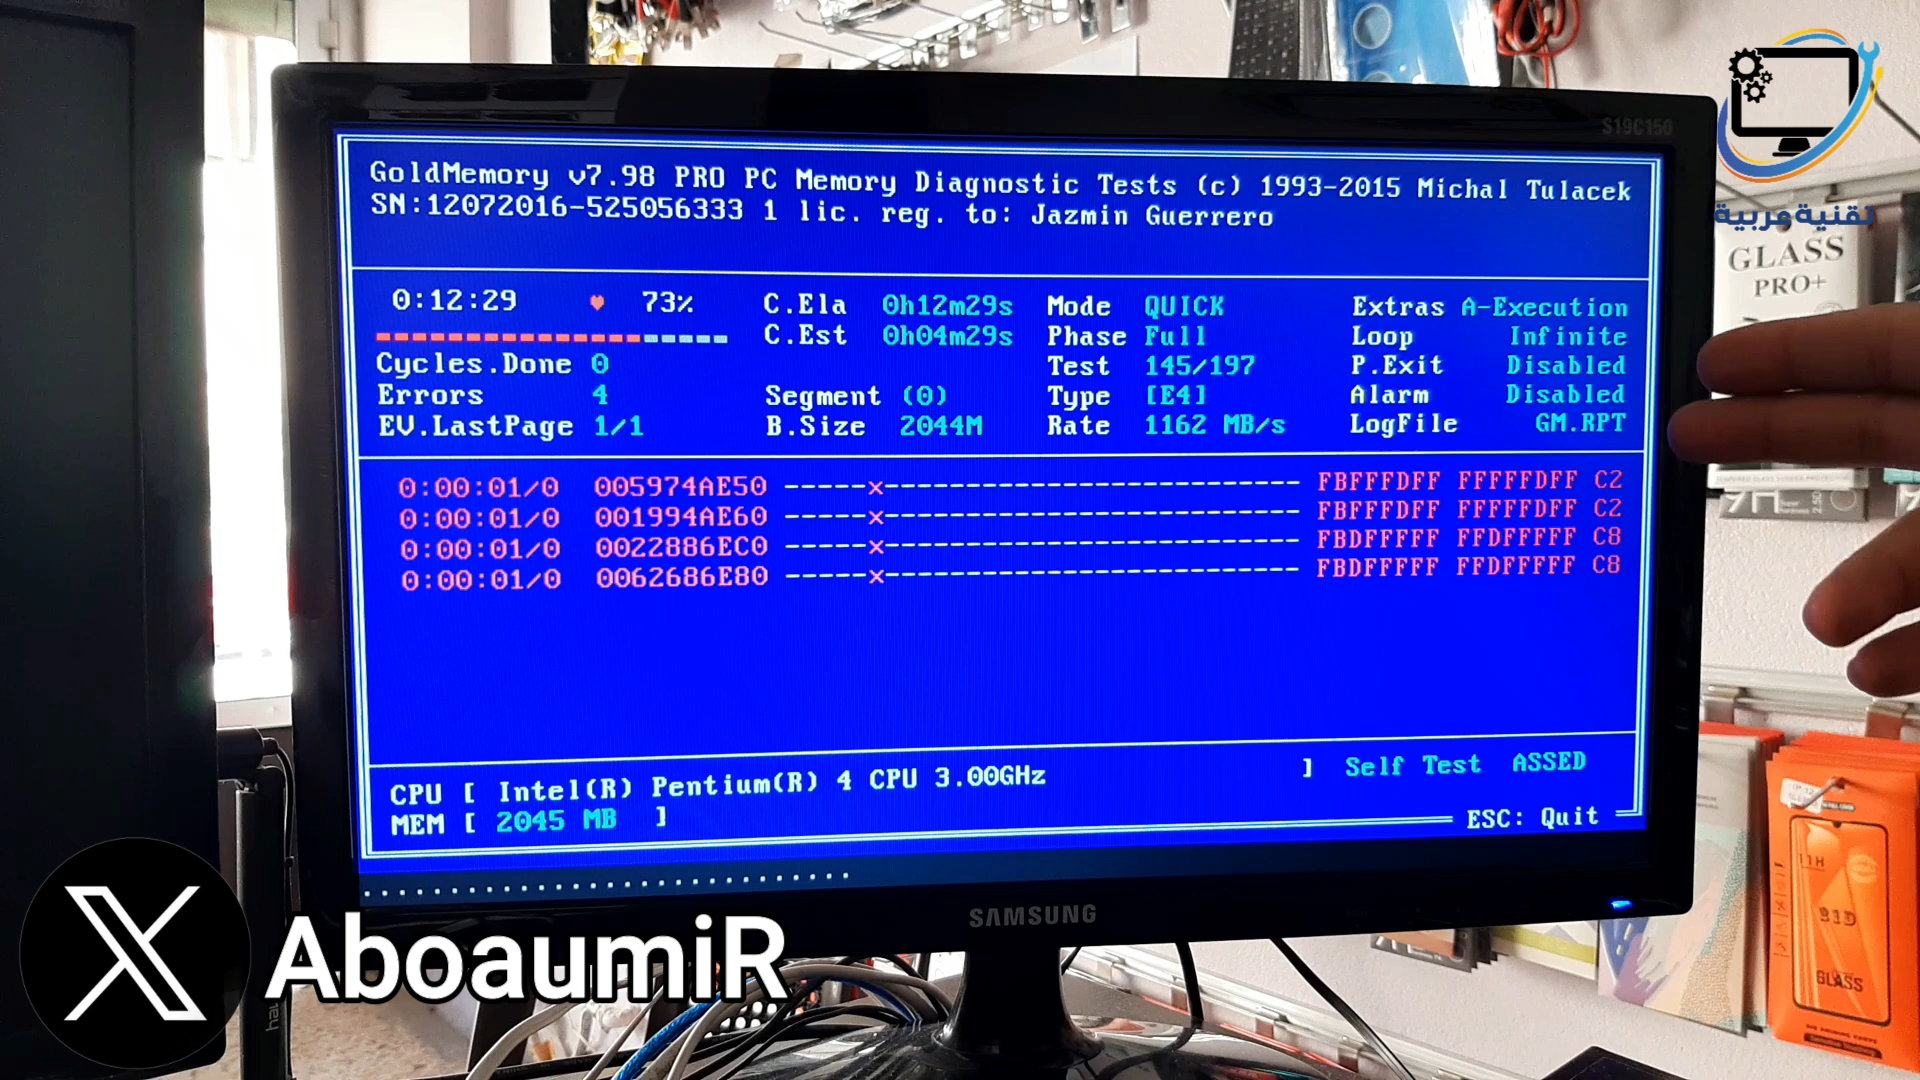 S19C150
تقنية عربية
GoldMemory v7.98 PRO PC Memory Diagnostic Tests (c) 1993-2015 Michal Tulacek
SN:12072016-525056333 1 lic. reg. to: Jazmin Guerrero
0:12:29 ♥ 73% C.Ela 0h12m29s Mode QUICK Extras A-Execution
C.Est 0h04m29s Phase Full Loop Infinite
Cycles.Done 0 Test 145/197 P.Exit Disabled
Errors 4 Segment (0) Type [E4] Alarm Disabled
EV.LastPage 1/1 B.Size 2044M Rate 1162 MB/s LogFile GM.RPT
0:00:01/0 005974AE50 -----x-------------------------- FBFFFDFF FFFFFDFF C2
0:00:01/0 001994AE60 -----x-------------------------- FBFFFDFF FFFFFDFF C2
0:00:01/0 0022886EC0 -----x-------------------------- FBDFFFFF FFDFFFFF C8
0:00:01/0 0062686E80 -----x-------------------------- FBDFFFFF FFDFFFFF C8
CPU [ Intel(R) Pentium(R) 4 CPU 3.00GHz ] Self Test ASSED
MEM [ 2045 MB ] ESC: Quit
SAMSUNG
X AboaumiR
GLASS
PRO+
9H
11H
B1D
GLASS